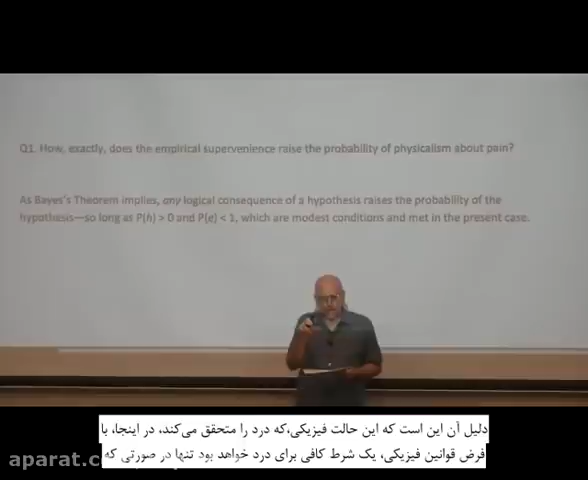 Q1. How, exactly, does the empirical supervenience raise the probability of physicalism about pain?
As Bayes's Theorem implies, any logical consequence of a hypothesis raises the probability of the
hypothesis—so long as P(h) > 0 and P(e) < 1, which are modest conditions and met in the present case.
دلیل آن این است که این حالت فیزیکی،که درد را متحقق می‌کند، در اینجا، با
فرض قوانین فیزیکی، یک شرط کافی برای درد خواهد بود تنها در صورتی که
aparat.c